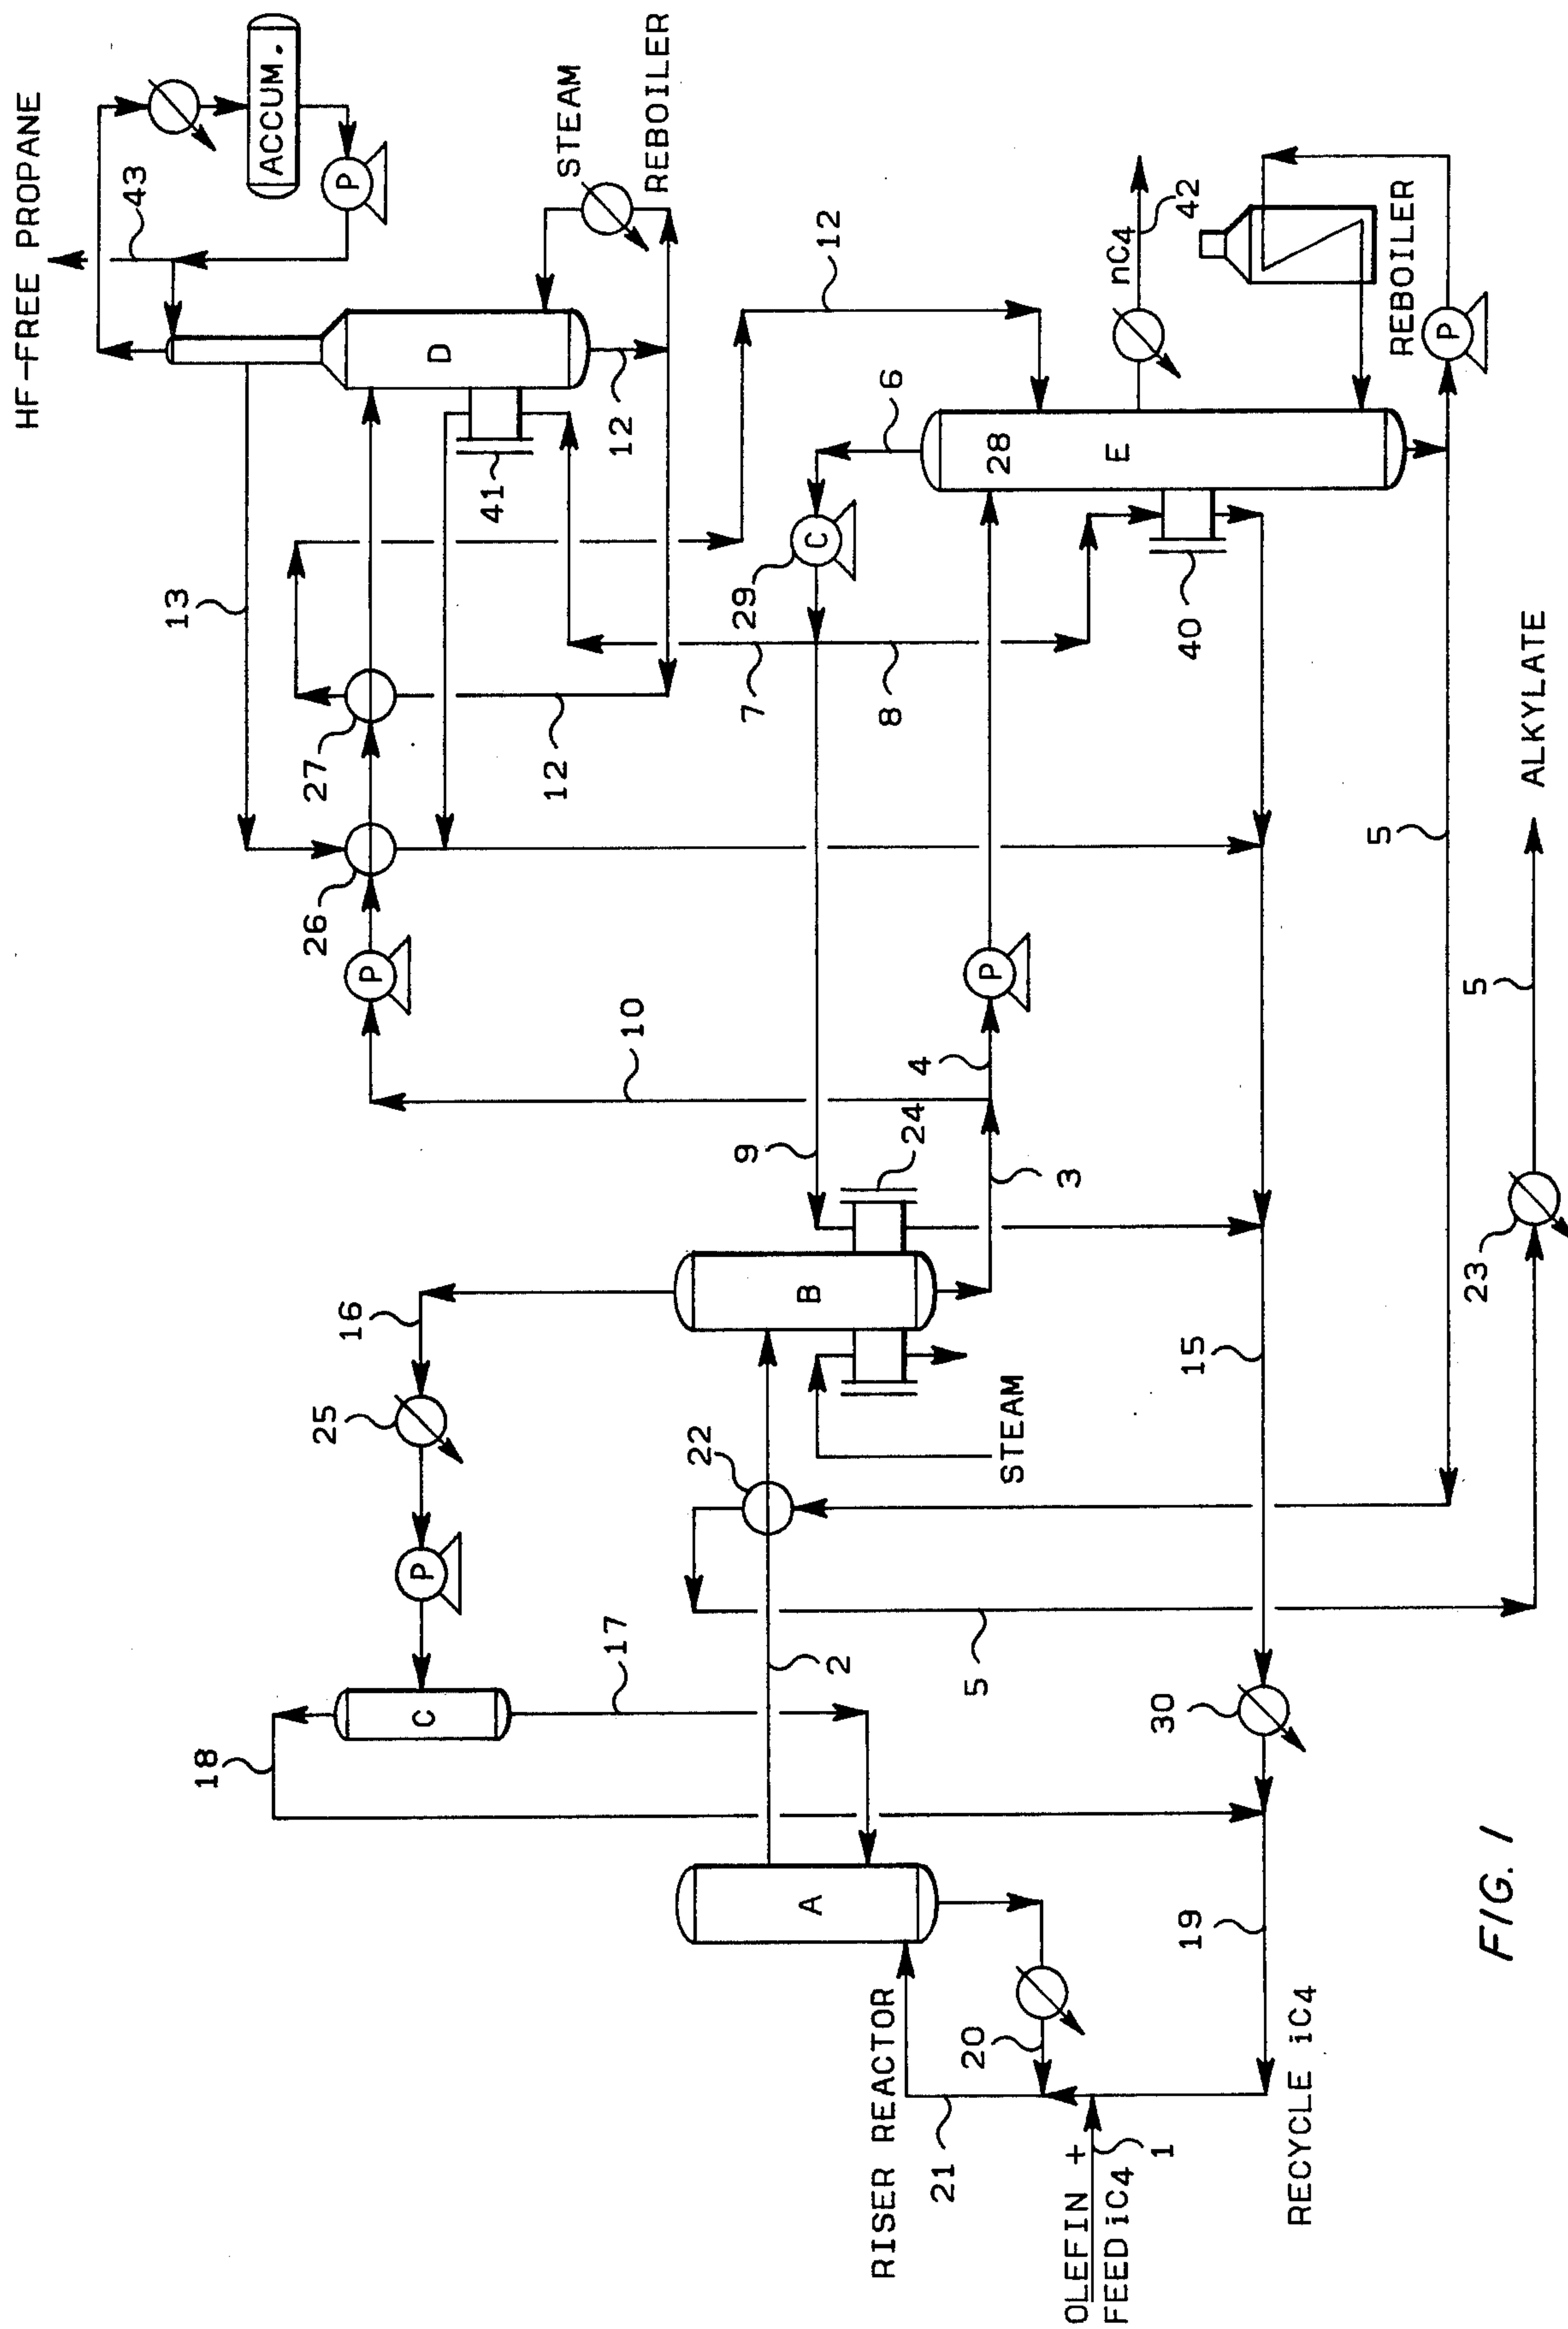 HF-FREE PROPANE
43
ACCUM.
P
STEAM
REBOILER
13
D
41
12
12
27
26
P
12
10
6
28
E
C
29
7
8
9
nC4
42
REBOILER
P
40
4
P
3
24
16
25
P
B
22
STEAM
C
17
18
2
5
5
5
23
ALKYLATE
15
30
A
19
20
21
RISER REACTOR
OLEFIN +
FEED iC4
1
RECYCLE iC4
FIG. 1